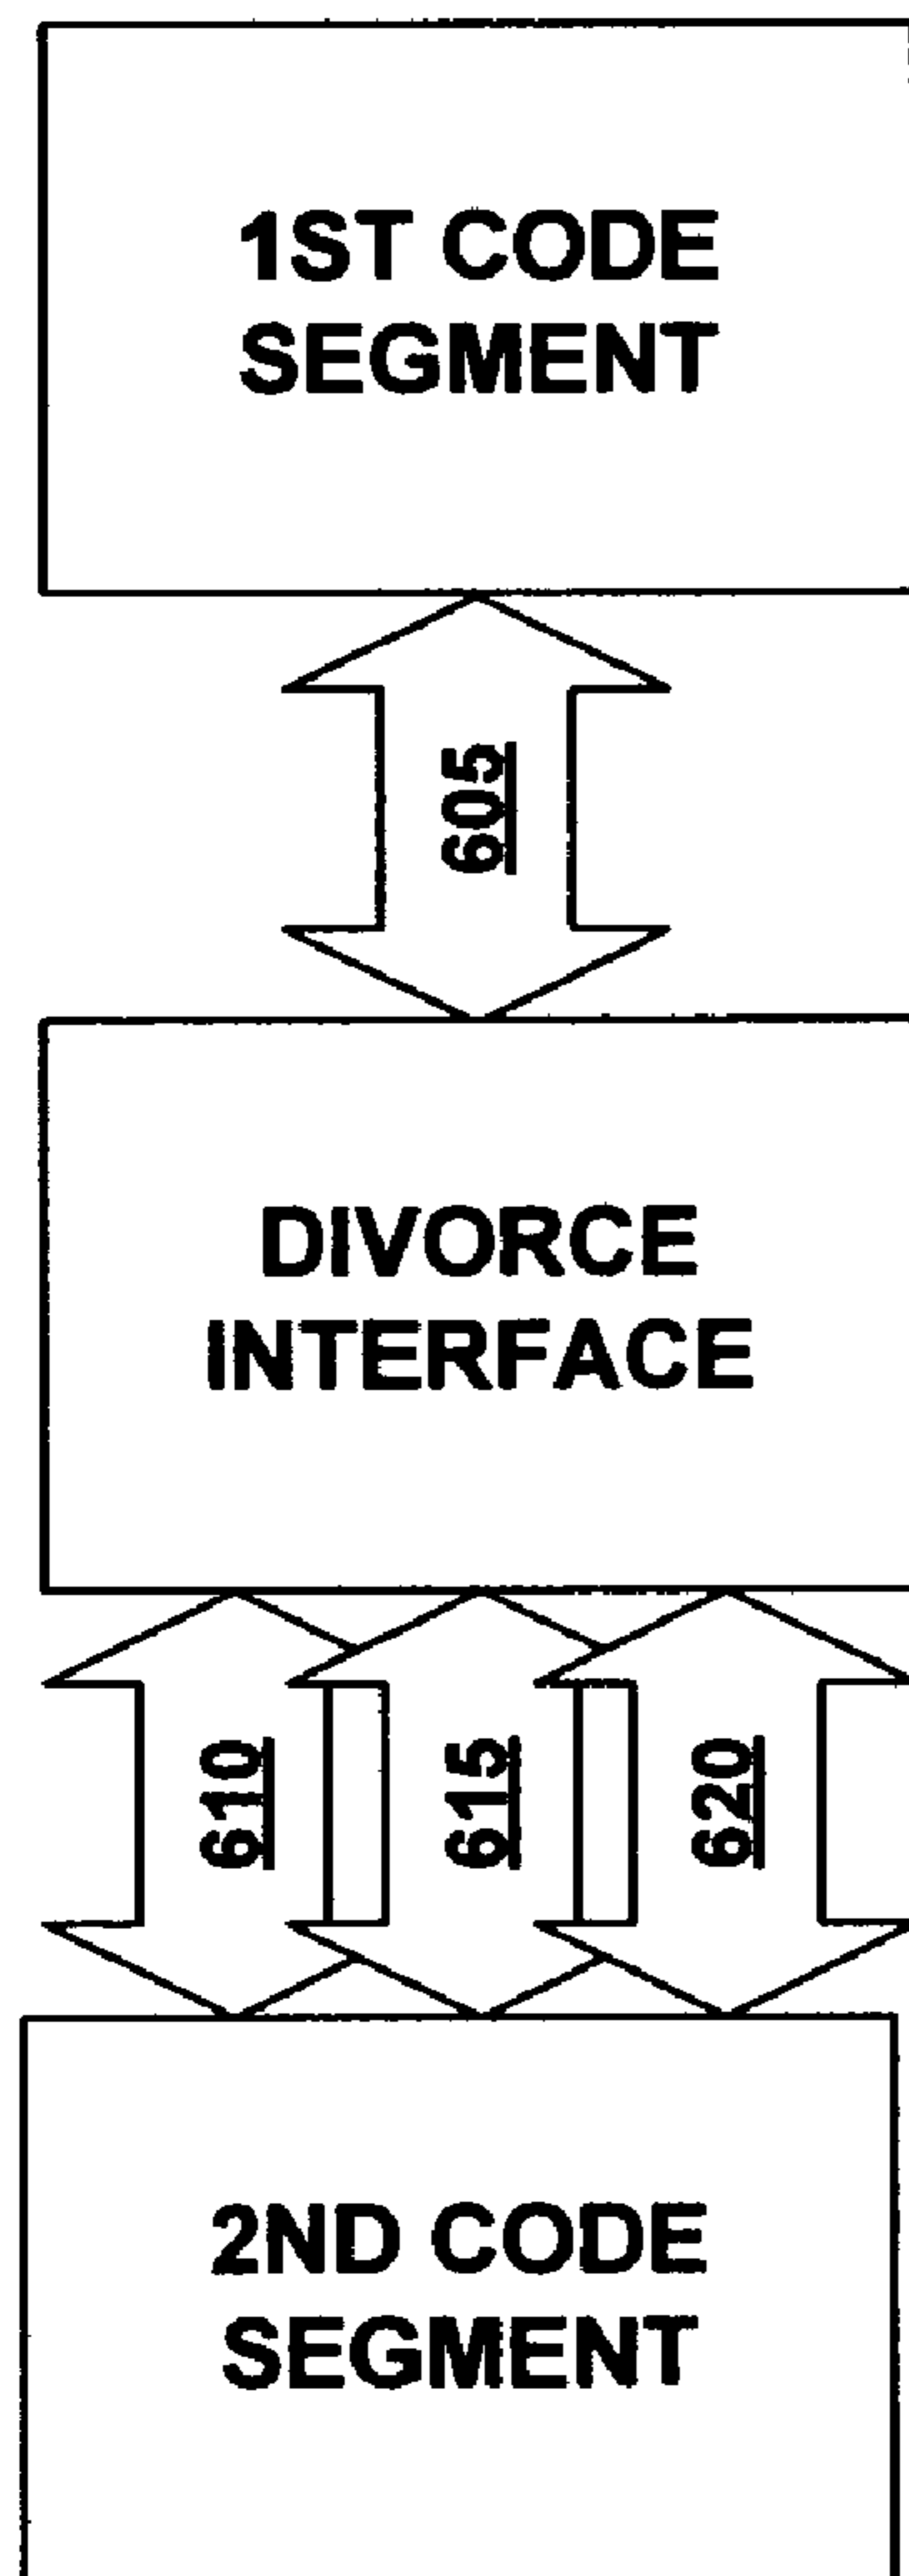 1ST CODE
SEGMENT
605
DIVORCE
INTERFACE
610
615
620
2ND CODE
SEGMENT